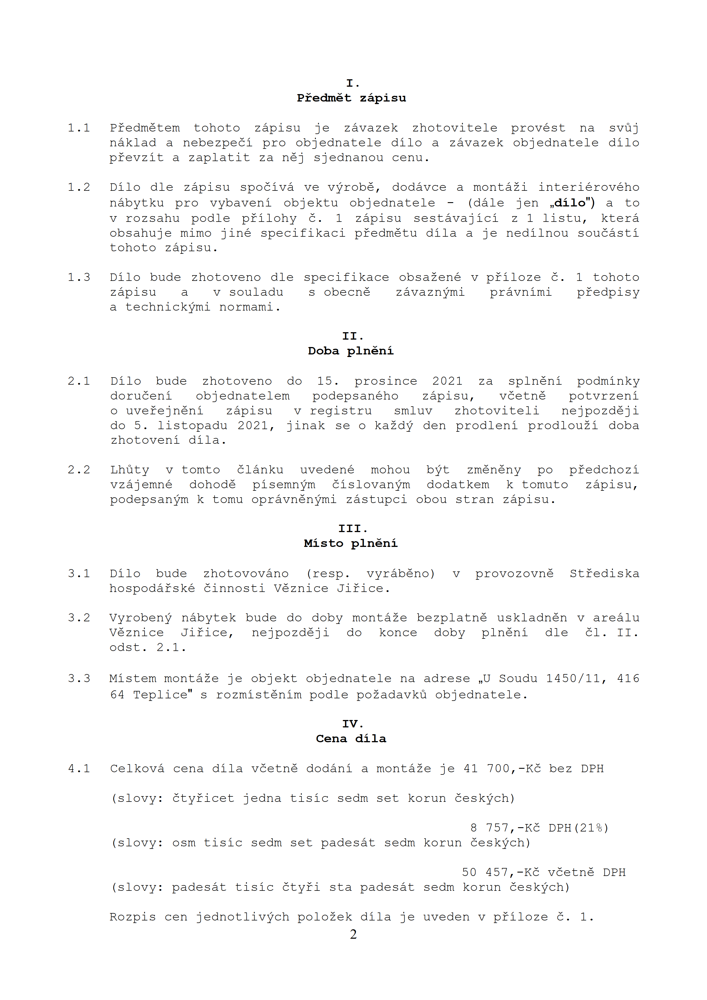 I.
Předmět zápisu
1.1 Předmětem tohoto zápisu je závazek zhotovitele provést na svůj
náklad a nebezpečí pro objednatele dílo a závazek objednatele dílo
převzít a zaplatit za něj sjednanou cenu.
1.2 Dílo dle zápisu spočívá ve výrobě, dodávce a montáži interiérového
nábytku pro vybavení objektu objednatele - (dále jen „dílo") a to
v rozsahu podle přílohy č. 1 zápisu sestávající z 1 listu, která
obsahuje mimo jiné specifikaci předmětu díla a je nedílnou součástí
tohoto zápisu.
1.3 Dílo bude zhotoveno dle specifikace obsažené v příloze č. 1 tohoto
zápisu a v souladu s obecně závaznými právními předpisy
a technickými normami.
II.
Doba plnění
2.1 Dílo bude zhotoveno do 15. prosince 2021 za splnění podmínky
doručení objednatelem podepsaného zápisu, včetně potvrzení
o uveřejnění zápisu v registru smluv zhotoviteli nejpozději
do 5. listopadu 2021, jinak se o každý den prodlení prodlouží doba
zhotovení díla.
2.2 Lhůty v tomto článku uvedené mohou být změněny po předchozí
vzájemné dohodě písemným číslovaným dodatkem k tomuto zápisu,
podepsaným k tomu oprávněnými zástupci obou stran zápisu.
III.
Místo plnění
3.1 Dílo bude zhotovováno (resp. vyráběno) v provozovně Střediska
hospodářské činnosti Věznice Jiřice.
3.2 Vyrobený nábytek bude do doby montáže bezplatně uskladněn v areálu
Věznice Jiřice, nejpozději do konce doby plnění dle čl. II.
odst. 2.1.
3.3 Místem montáže je objekt objednatele na adrese „U Soudu 1450/11, 416
64 Teplice" s rozmístěním podle požadavků objednatele.
IV.
Cena díla
4.1 Celková cena díla včetně dodání a montáže je 41 700,-Kč bez DPH
(slovy: čtyřicet jedna tisíc sedm set korun českých)
8 757,-Kč DPH(21%)
(slovy: osm tisíc sedm set padesát sedm korun českých)
50 457,-Kč včetně DPH
(slovy: padesát tisíc čtyři sta padesát sedm korun českých)
Rozpis cen jednotlivých položek díla je uveden v příloze č. 1.
2